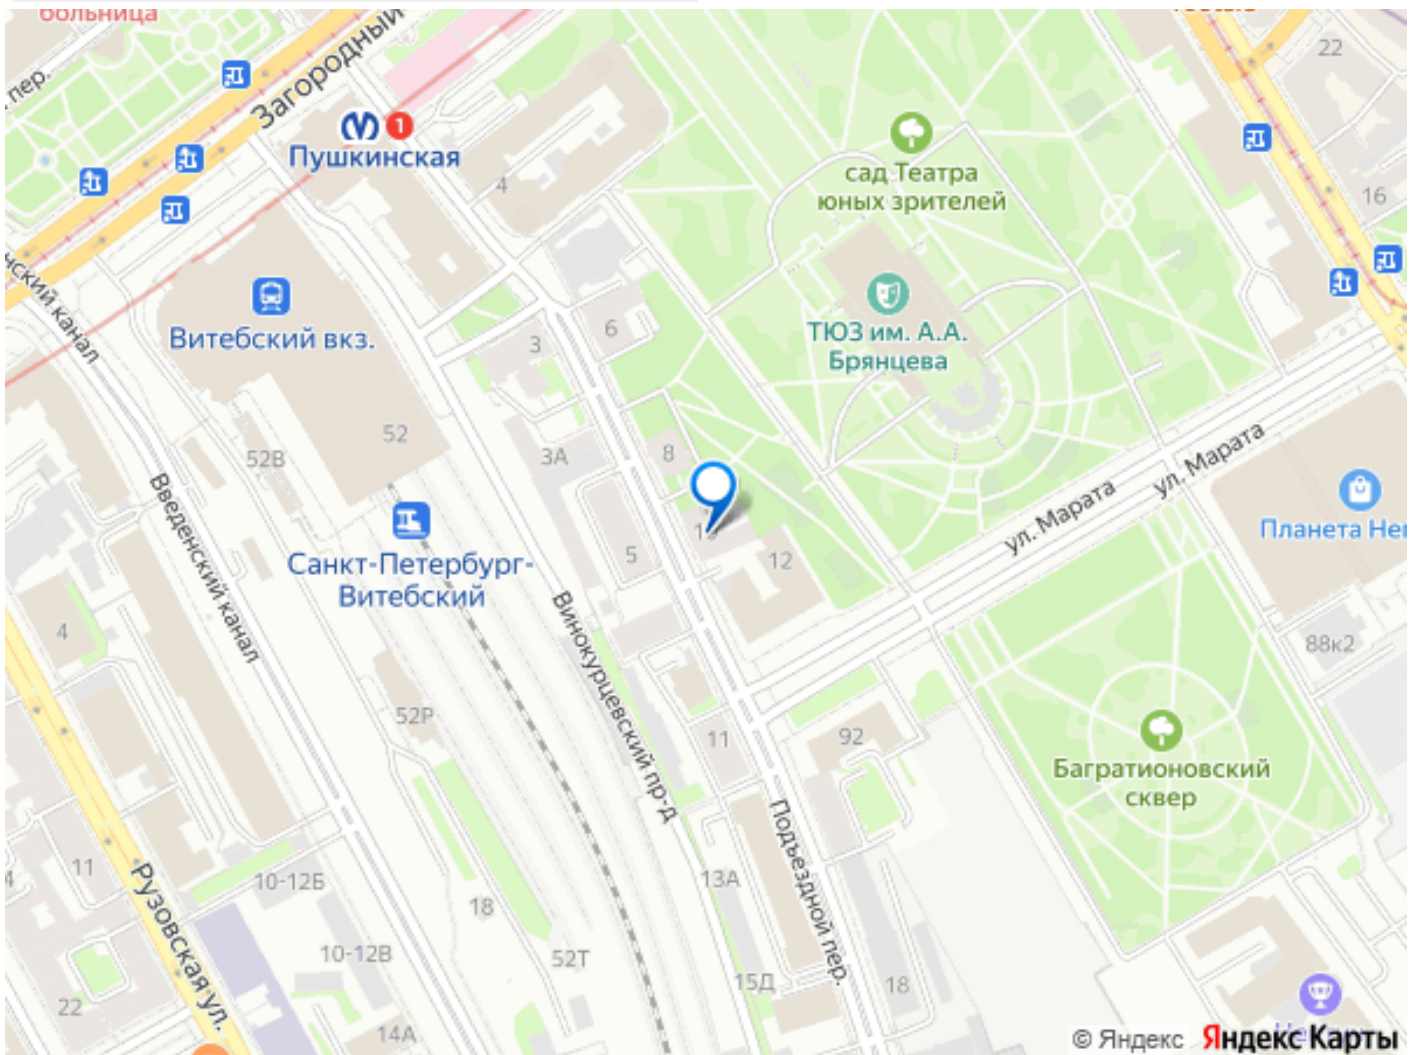 больница
пер.
Загородный
22
1
Пушкинская
4
сад Театра
юных зрителей
16
Витебский вкз.
6
3
ТЮЗ им. А.А.
Брянцева
52
52В
3А
8
ул. Марата
ул. Марата
Введенский канал
5
12
Планета
Санкт-Петербург-
Витебский
Винокурцевский пр-д
4
88к2
52Р
11
92
Багратионовский
сквер
Подъездной пер.
11
10-12Б
Рузовская ул.
18
13А
10-12В
52Т
15Д
18
22
14А
© Яндекс Яндекс Карты